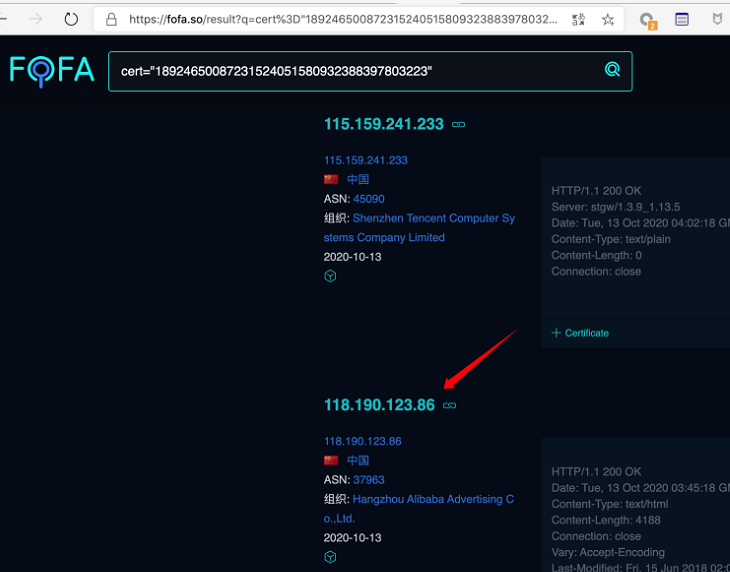 https://fofa.so/result?q=cert%3D"18924650087231524051580932388397803...
2
FOFA
cert="18924650087231524051580932388397803223"
115.159.241.233
115.159.241.233
中国
ASN: 45090
组织: Shenzhen Tencent Computer Sy
stems Company Limited
2020-10-13
HTTP/1.1 200 OK
Server: stgw/1.3.9_1.13.5
Date: Tue, 13 Oct 2020 04:02:18 GM
Content-Type: text/plain
Content-Length: 0
Connection: close
Certificate
118.190.123.86
118.190.123.86
中国
ASN: 37963
组织: Hangzhou Alibaba Advertising C
o.,Ltd.
2020-10-13
HTTP/1.1 200 OK
Date: Tue, 13 Oct 2020 03:45:18 GM
Content-Type: text/html
Content-Length: 4188
Connection: close
Vary: Accept-Encoding
Last-Modified: Fri, 15 Jun 2018 02:0